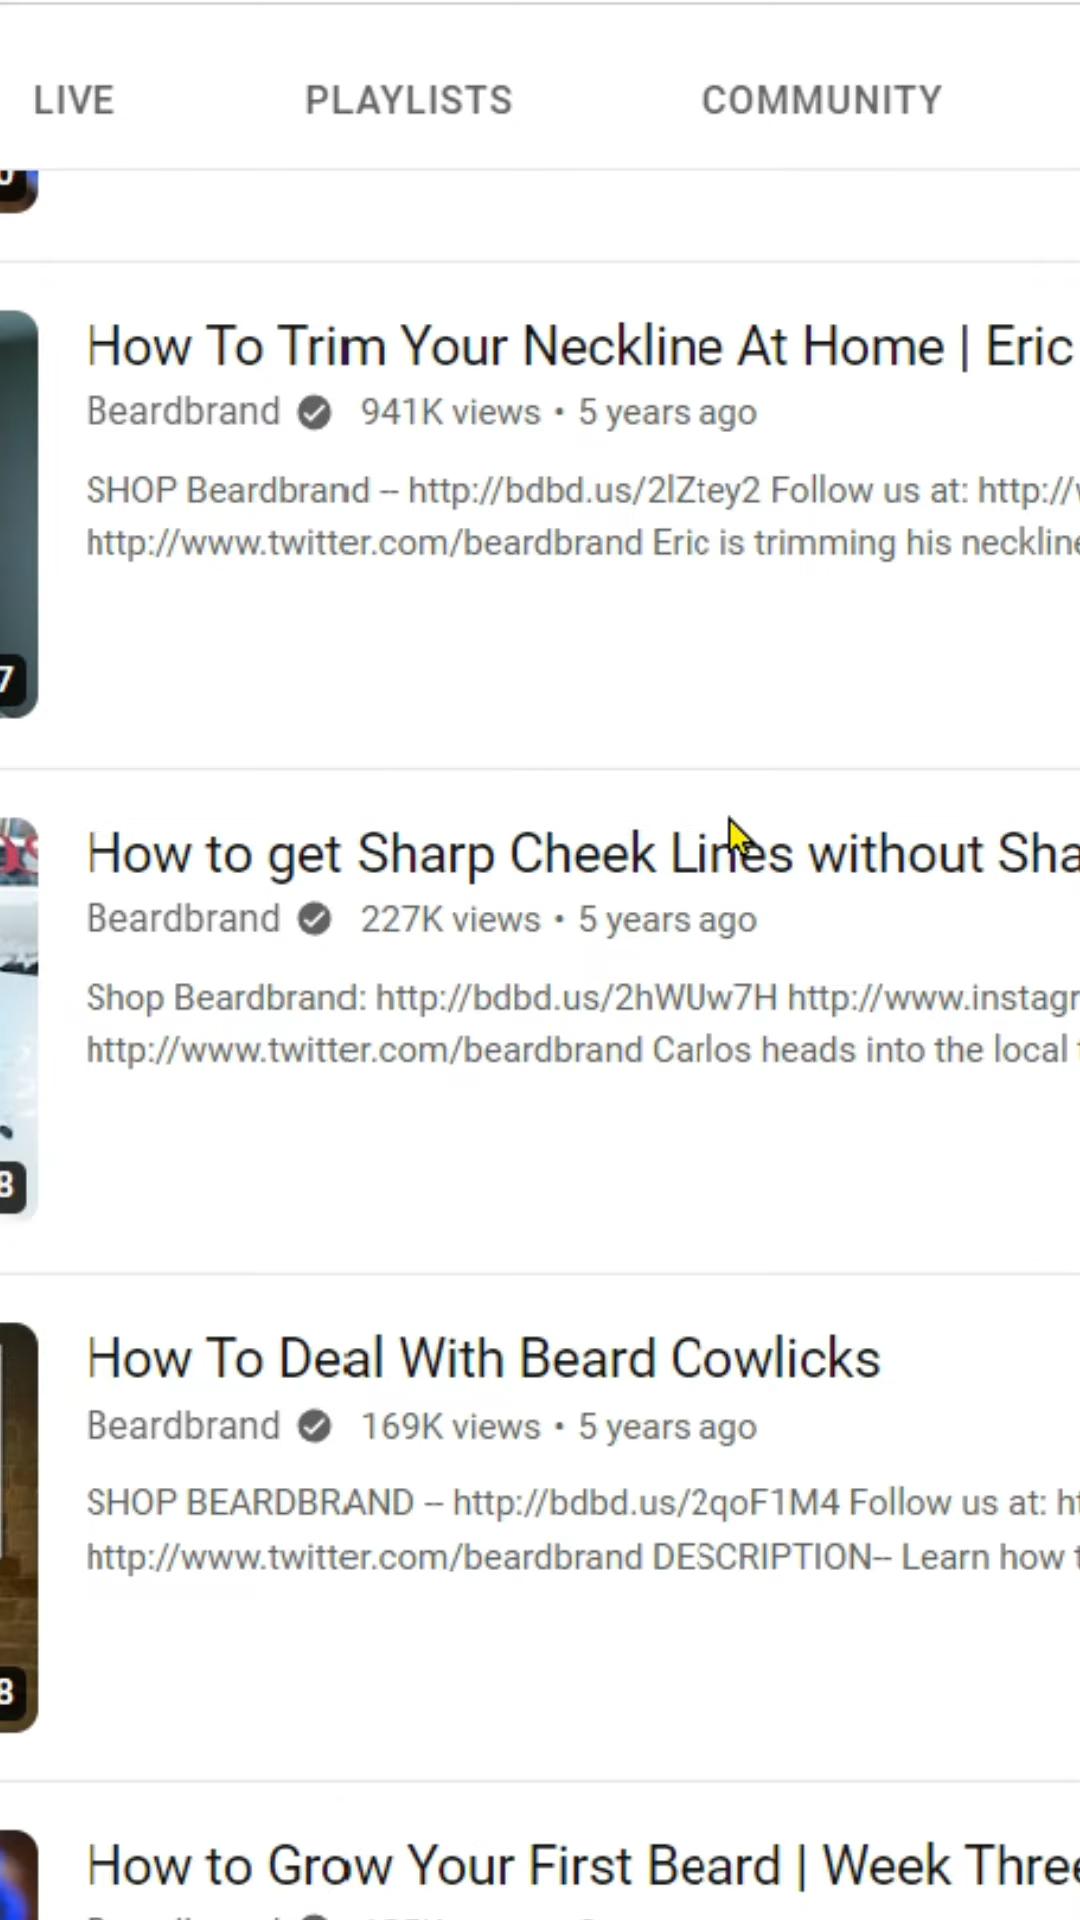 LIVE PLAYLISTS COMMUNITY
How To Trim Your Neckline At Home | Eric
Beardbrand 941K views • 5 years ago
SHOP Beardbrand -- http://bdbd.us/2lZtey2 Follow us at: http://
http://www.twitter.com/beardbrand Eric is trimming his neckline
7
How to get Sharp Cheek Lines without Sha
Beardbrand 227K views • 5 years ago
Shop Beardbrand: http://bdbd.us/2hWUw7H http://www.instagr
http://www.twitter.com/beardbrand Carlos heads into the local
8
How To Deal With Beard Cowlicks
Beardbrand 169K views • 5 years ago
SHOP BEARDBRAND -- http://bdbd.us/2qoF1M4 Follow us at:
http://www.twitter.com/beardbrand DESCRIPTION-- Learn how
8
How to Grow Your First Beard | Week Three